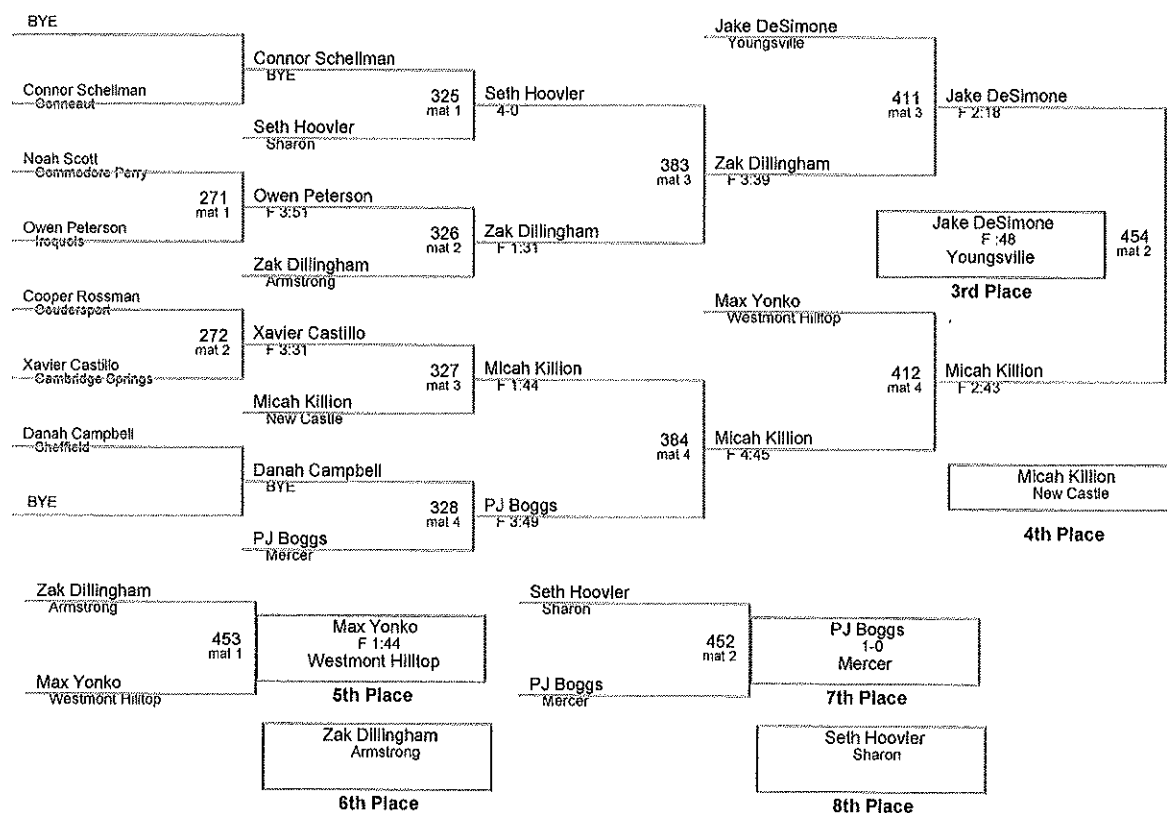 BYE
Connor Schellman
Conneaut
Noah Scott
Commodore Perry
271
mat 1
Owen Peterson
Iroquois
Cooper Rossman
Coudersport
272
mat 2
Xavier Castillo
Cambridge Springs
Danah Campbell
Sheffield
BYE
Connor Schellman
BYE
325
mat 1
Seth Hoovler
Sharon
Owen Peterson
F 3:51
326
mat 2
Zak Dillingham
Armstrong
Xavier Castillo
F 3:31
327
mat 3
Micah Killion
New Castle
Danah Campbell
BYE
328
mat 4
PJ Boggs
Mercer
Seth Hoovler
4-0
383
mat 3
Zak Dillingham
F 1:31
Micah Killion
F 1:44
384
mat 4
PJ Boggs
F 3:49
Jake DeSimone
Youngsville
411
mat 3
Zak Dillingham
F 3:39
Max Yonko
Westmont Hilltop
412
mat 4
Micah Killion
F 4:45
Jake DeSimone
F 2:18
Jake DeSimone
F :48
Youngsville
454
mat 2
3rd Place
Micah Killion
F 2:43
Micah Killion
New Castle
4th Place
Zak Dillingham
Armstrong
453
mat 1
Max Yonko
Westmont Hilltop
Max Yonko
F 1:44
Westmont Hilltop
5th Place
Zak Dillingham
Armstrong
6th Place
Seth Hoovler
Sharon
452
mat 2
PJ Boggs
Mercer
PJ Boggs
1-0
Mercer
7th Place
Seth Hoovler
Sharon
8th Place